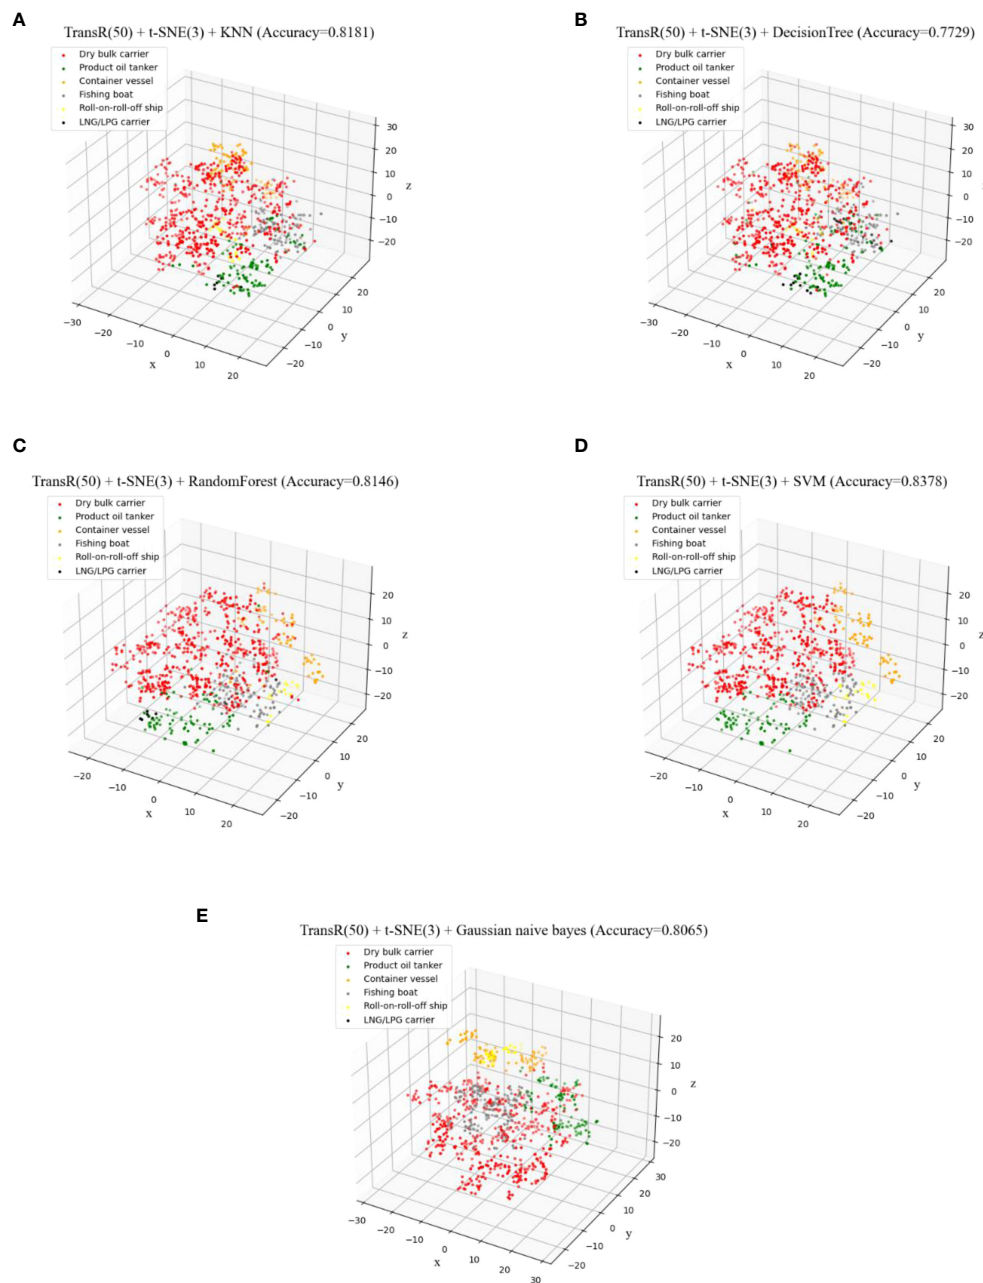 A
TransR(50) + t-SNE(3) + KNN (Accuracy=0.8181)
Dry bulk carrier
Product oil tanker
Container vessel
Fishing boat
Roll-on-roll-off ship
LNG/LPG carrier
30
20
10
0
−10
−20
z
−30
−20
−10
0
10
20
x
−20
−10
0
10
20
y
B
TransR(50) + t-SNE(3) + DecisionTree (Accuracy=0.7729)
Dry bulk carrier
Product oil tanker
Container vessel
Fishing boat
Roll-on-roll-off ship
LNG/LPG carrier
30
20
10
0
−10
−20
z
−30
−20
−10
0
10
20
x
−20
−10
0
10
20
y
C
TransR(50) + t-SNE(3) + RandomForest (Accuracy=0.8146)
Dry bulk carrier
Product oil tanker
Container vessel
Fishing boat
Roll-on-roll-off ship
LNG/LPG carrier
20
10
0
−10
−20
z
−20
−10
0
10
20
x
−20
−10
0
10
20
y
D
TransR(50) + t-SNE(3) + SVM (Accuracy=0.8378)
Dry bulk carrier
Product oil tanker
Container vessel
Fishing boat
Roll-on-roll-off ship
LNG/LPG carrier
20
10
0
−10
−20
z
−20
−10
0
10
20
x
−20
−10
0
10
20
y
E
TransR(50) + t-SNE(3) + Gaussian naive bayes (Accuracy=0.8065)
Dry bulk carrier
Product oil tanker
Container vessel
Fishing boat
Roll-on-roll-off ship
LNG/LPG carrier
20
10
0
−10
−20
z
−30
−20
−10
0
10
20
30
x
−20
−10
0
10
20
30
y